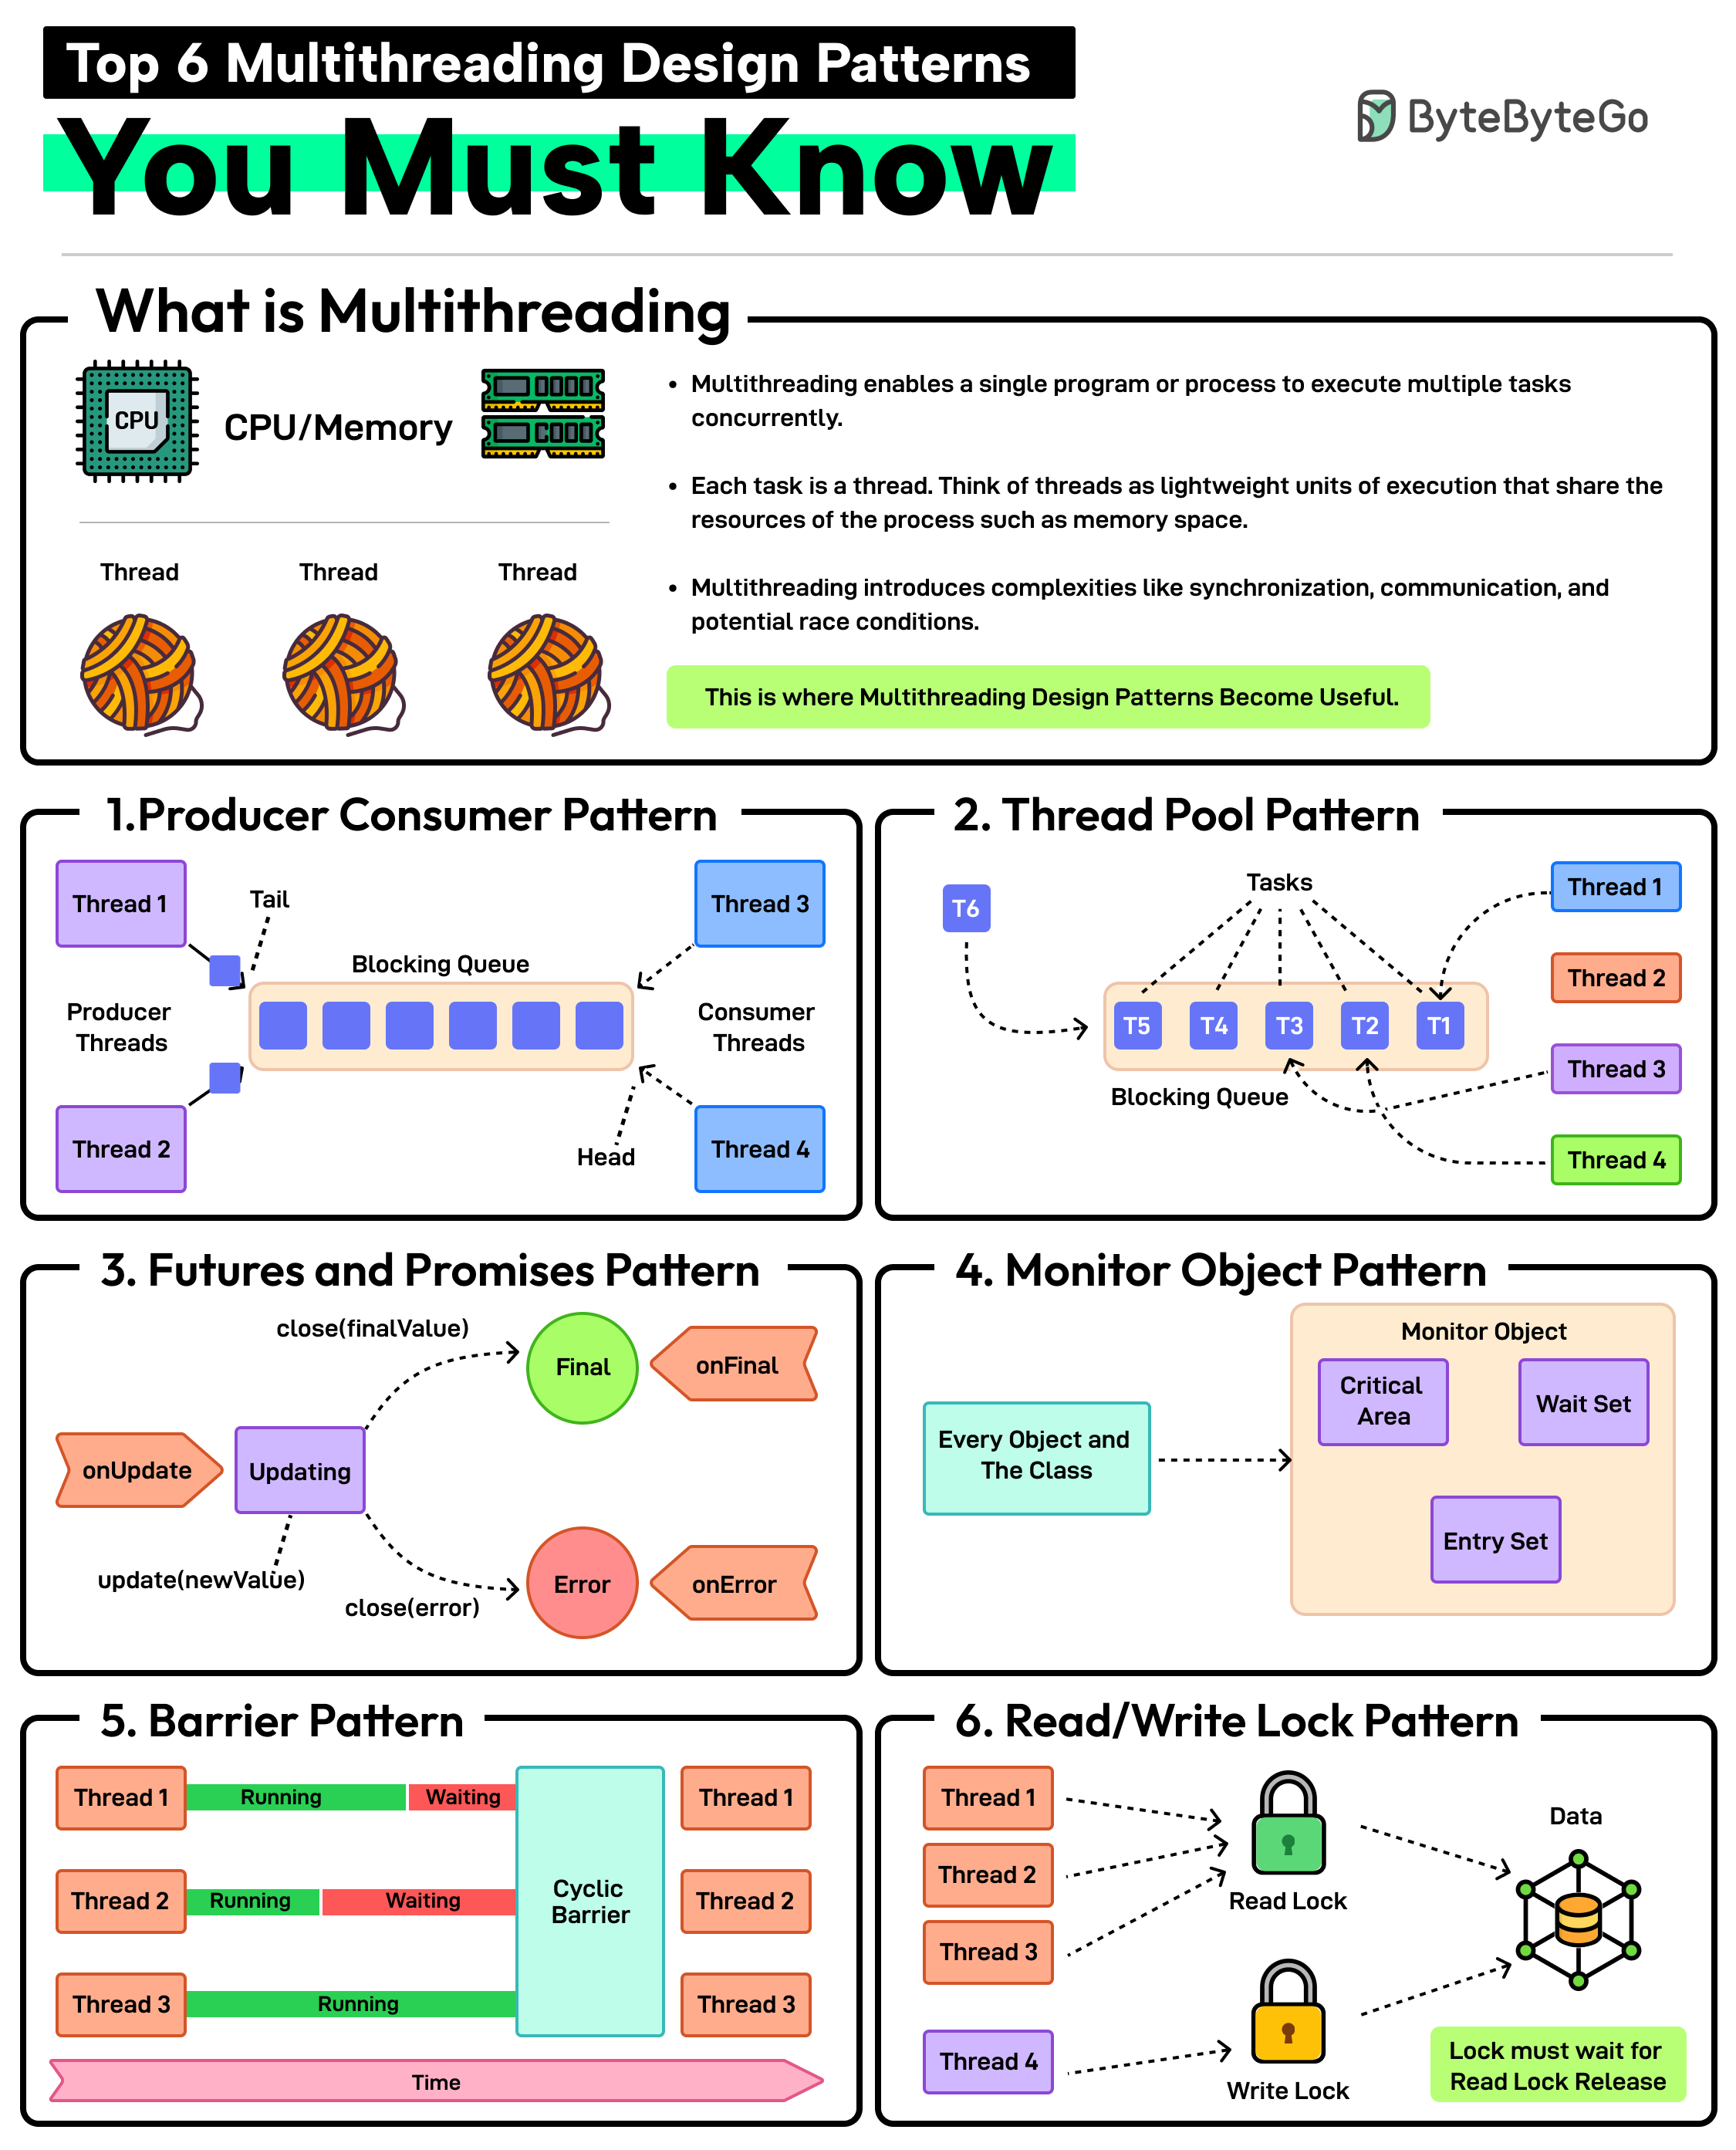 Top 6 Multithreading Design Patterns
You Must Know
ByteByteGo
What is Multithreading
CPU
CPU/Memory
Thread
Thread
Thread
• Multithreading enables a single program or process to execute multiple tasks
concurrently.
• Each task is a thread. Think of threads as lightweight units of execution that share the
resources of the process such as memory space.
• Multithreading introduces complexities like synchronization, communication, and
potential race conditions.
This is where Multithreading Design Patterns Become Useful.
1.Producer Consumer Pattern
Thread 1
Tail
Thread 3
Blocking Queue
Producer
Threads
Consumer
Threads
Thread 2
Head
Thread 4
2. Thread Pool Pattern
T6
Tasks
Thread 1
Thread 2
T5
T4
T3
T2
T1
Thread 3
Blocking Queue
Thread 4
3. Futures and Promises Pattern
close(finalValue)
Final
onFinal
onUpdate
Updating
update(newValue)
close(error)
Error
onError
4. Monitor Object Pattern
Monitor Object
Critical
Area
Wait Set
Every Object and
The Class
Entry Set
5. Barrier Pattern
Thread 1
Running
Waiting
Thread 1
Thread 2
Running
Waiting
Cyclic
Barrier
Thread 2
Thread 3
Running
Thread 3
Time
6. Read/Write Lock Pattern
Thread 1
Thread 2
Thread 3
Read Lock
Data
Thread 4
Write Lock
Lock must wait for
Read Lock Release